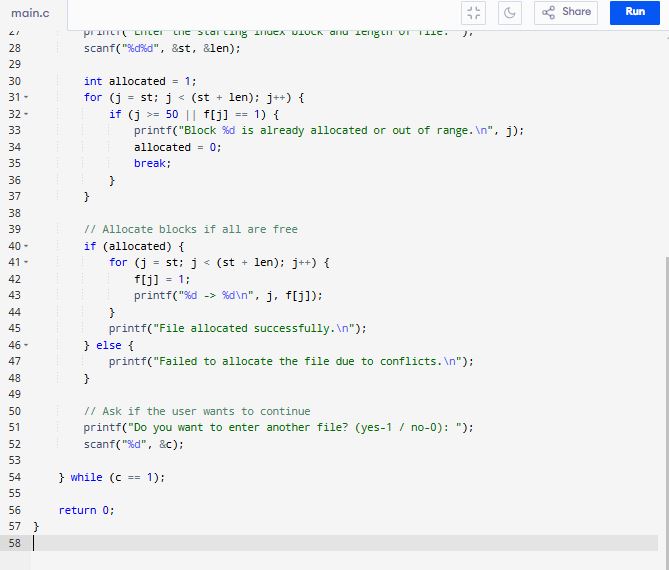 main.c
Share
Run
27 printf("Enter the starting index block and length of file: ");
28 scanf("%d%d", &st, &len);
29
30 int allocated = 1;
31 for (j = st; j < (st + len); j++) {
32 if (j >= 50 || f[j] == 1) {
33 printf("Block %d is already allocated or out of range.\n", j);
34 allocated = 0;
35 break;
36 }
37 }
38
39 // Allocate blocks if all are free
40 if (allocated) {
41 for (j = st; j < (st + len); j++) {
42 f[j] = 1;
43 printf("%d -> %d\n", j, f[j]);
44 }
45 printf("File allocated successfully.\n");
46 } else {
47 printf("Failed to allocate the file due to conflicts.\n");
48 }
49
50 // Ask if the user wants to continue
51 printf("Do you want to enter another file? (yes-1 / no-0): ");
52 scanf("%d", &c);
53
54 } while (c == 1);
55
56 return 0;
57 }
58